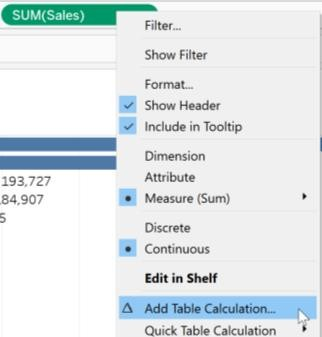 SUM(Sales)
Filter...
Show Filter
Format...
Show Header
Include in Tooltip
Dimension
Attribute
193,727
Measure (Sum)
84,907
5
Discrete
Continuous
Edit in Shelf
Add Table Calculation...
Quick Table Calculation